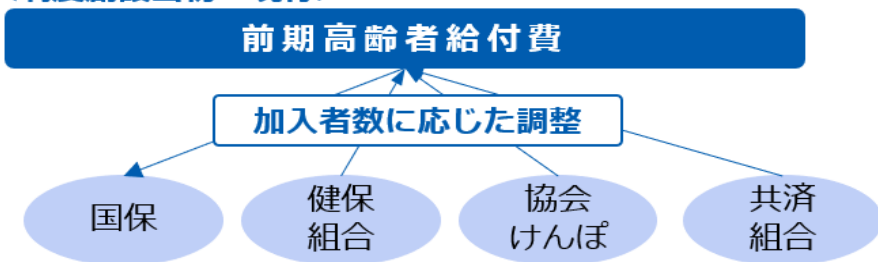 前期高齢者給付費
加入者数に応じた調整
国保
健保
組合
協会
けんぽ
共済
組合